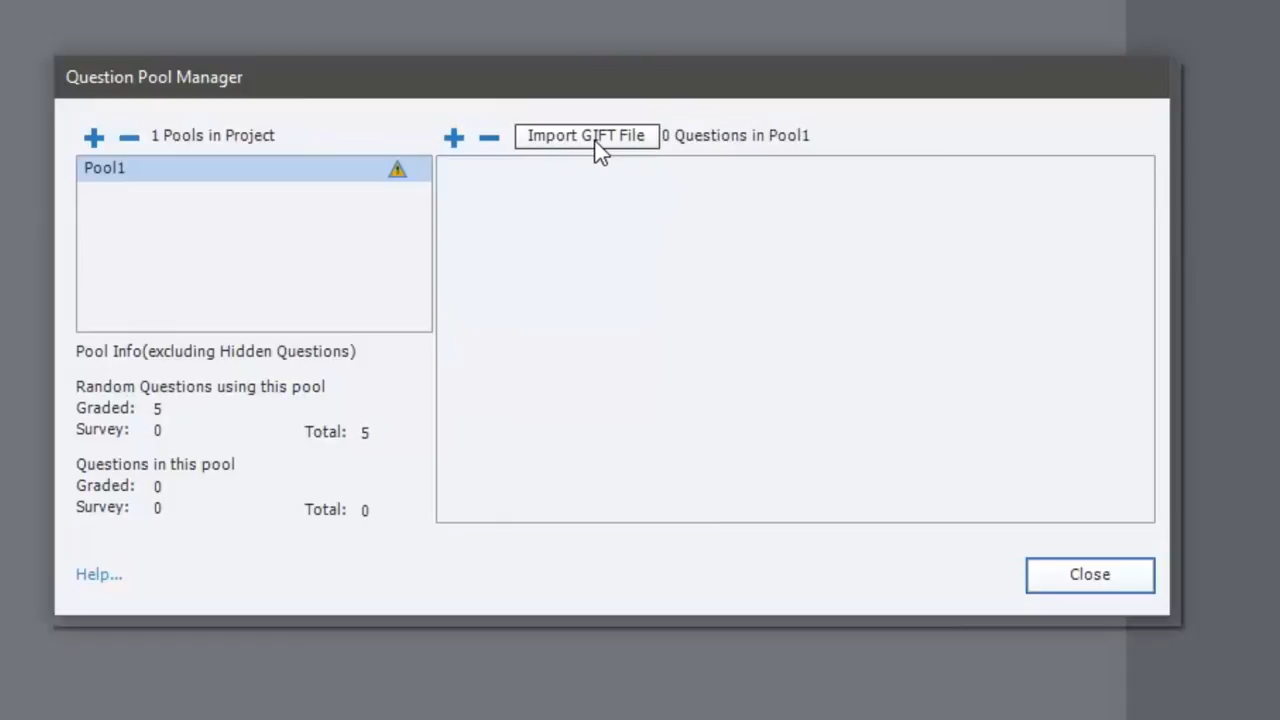 Question Pool Manager
1 Pools in Project
Import GIFT File
0 Questions in Pool1
Pool1
Pool Info(excluding Hidden Questions)
Random Questions using this pool
Graded: 5
Survey: 0
Total: 5
Questions in this pool
Graded: 0
Survey: 0
Total: 0
Help...
Close